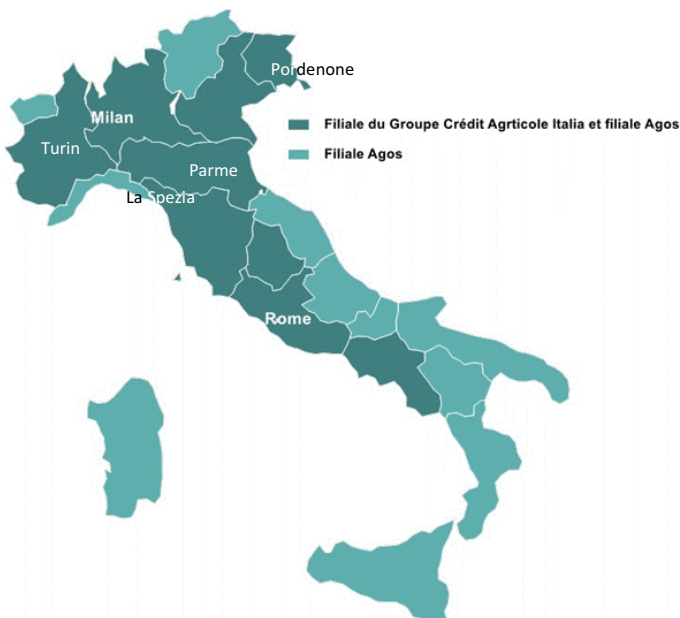 Pordenone
Milan
Filiale du Groupe Crédit Agrticole Italia et filiale Agos
Turin
Filiale Agos
Parme
La Spezia
Rome